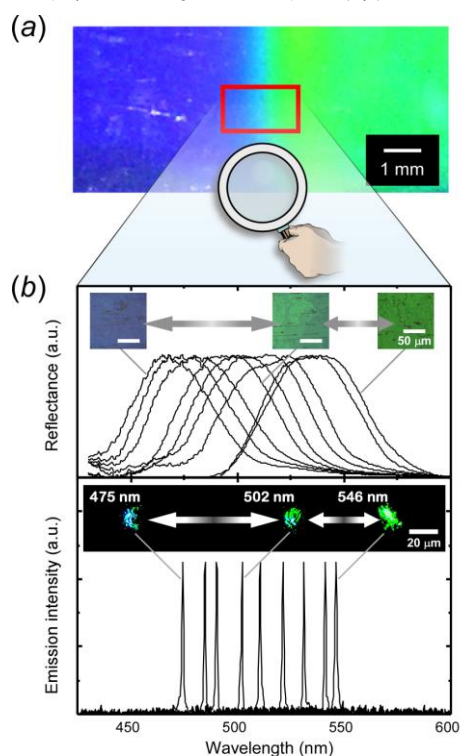 (a)
1 mm
(b)
Reflectance (a.u.)
50 μm
475 nm 502 nm 546 nm
20 μm
Emission intensity (a.u.)
450 500 550 600
Wavelength (nm)